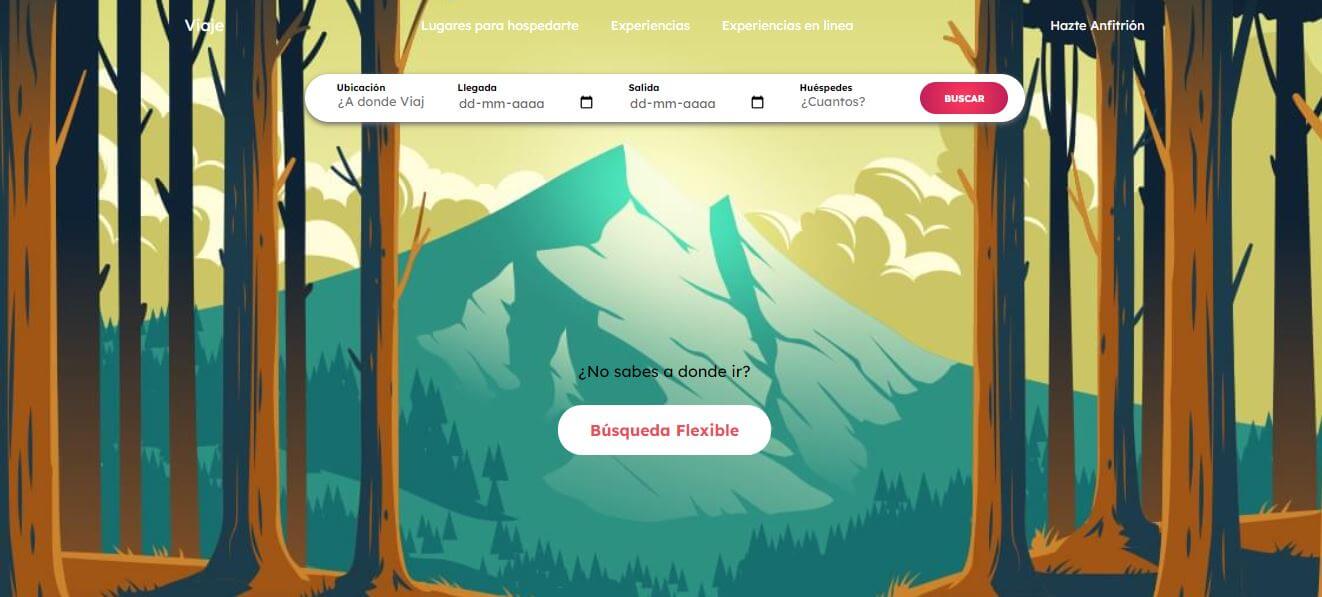 Viaje
Lugares para hospedarte
Experiencias
Experiencias en linea
Hazte Anfitrión
Ubicación
¿A donde Viaj
Llegada
dd-mm-aaaa
Salida
dd-mm-aaaa
Huéspedes
¿Cuantos?
BUSCAR
¿No sabes a donde ir?
Búsqueda Flexible